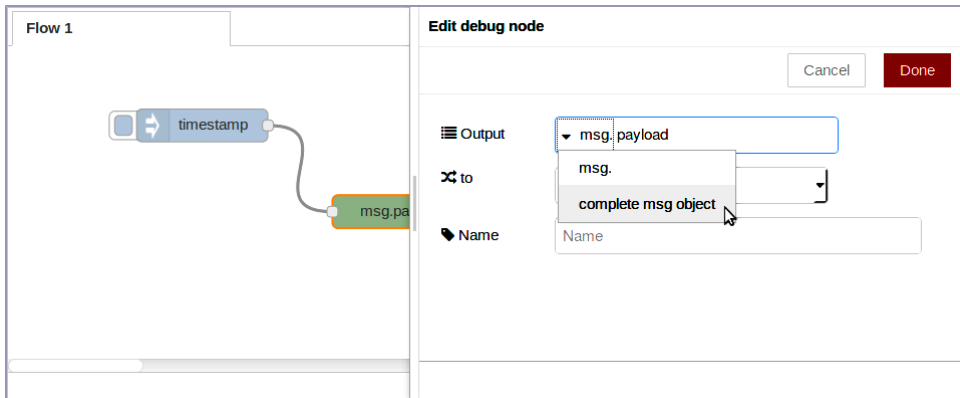 Flow 1
Edit debug node
Cancel
Done
timestamp
msg.pa
Output
msg. payload
msg.
complete msg object
to
Name
Name